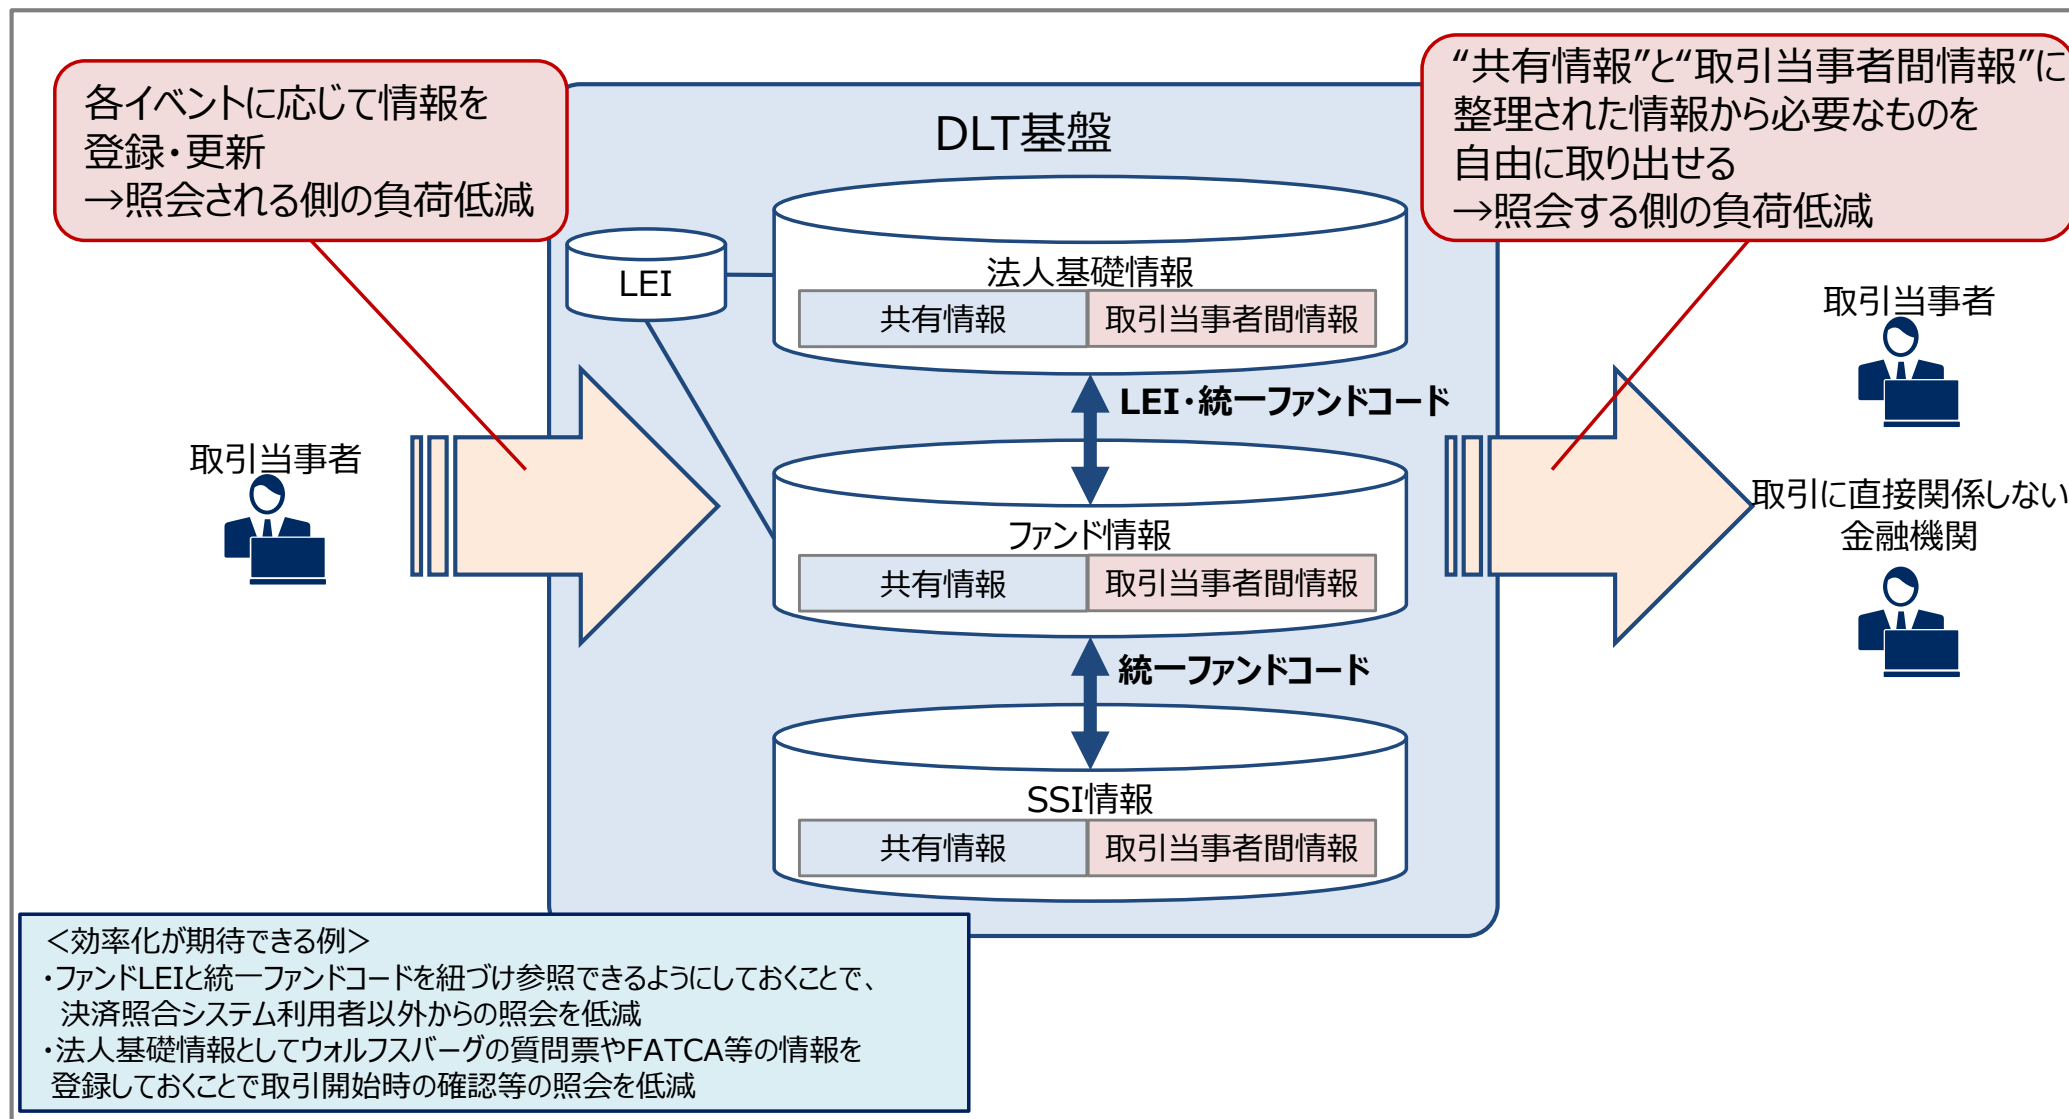 各イベントに応じて情報を
登録・更新
→照会される側の負荷低減
“共有情報”と“取引当事者間情報”に
整理された情報から必要なものを
自由に取り出せる
→照会する側の負荷低減
DLT基盤
LEI
法人基礎情報
共有情報 取引当事者間情報
LEI・統一ファンドコード
取引当事者
ファンド情報
共有情報 取引当事者間情報
統一ファンドコード
SSI情報
共有情報 取引当事者間情報
取引当事者
取引に直接関係しない
金融機関
＜効率化が期待できる例＞
・ファンドLEIと統一ファンドコードを紐づけ参照できるようにしておくことで、
決済照合システム利用者以外からの照会を低減
・法人基礎情報としてウォルフスバーグの質問票やFATCA等の情報を
登録しておくことで取引開始時の確認等の照会を低減